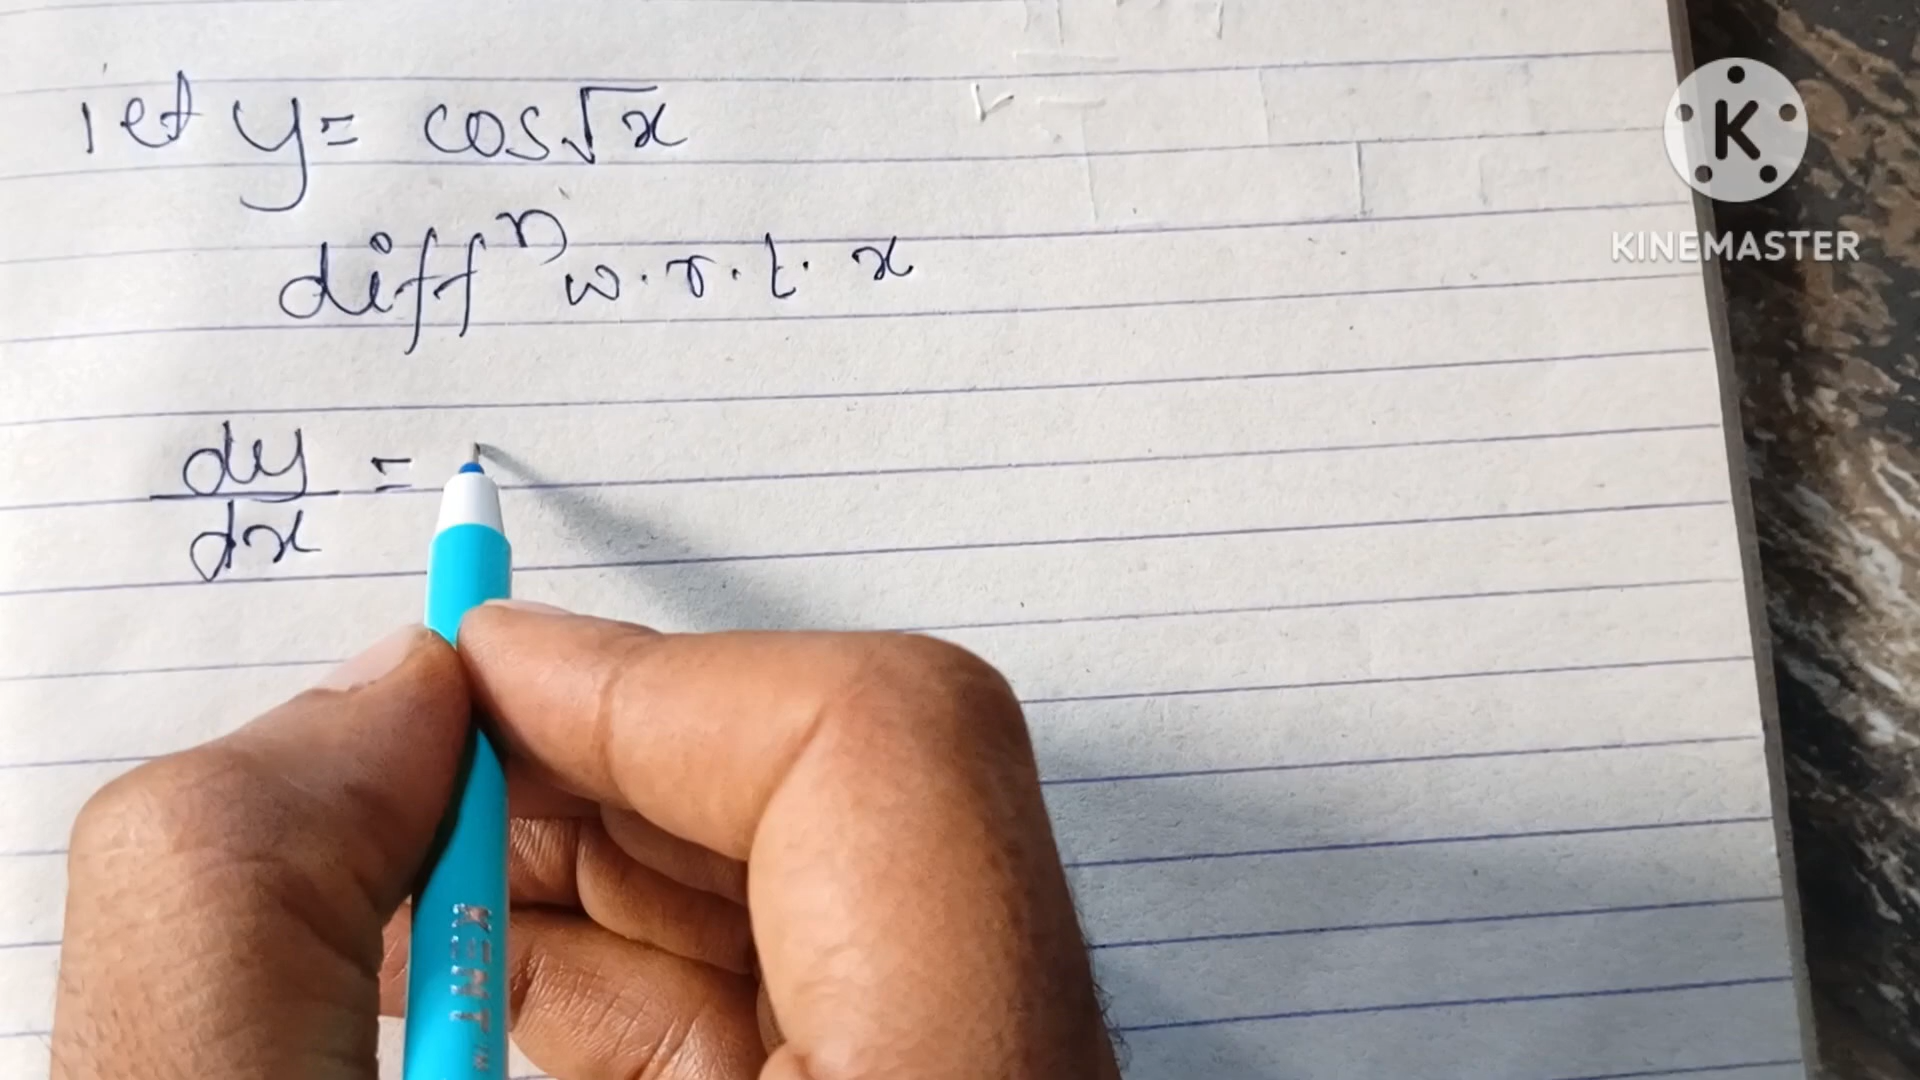 let y = cos√x
diffⁿ w.r.t. x
dy/dx =
K
KINEMASTER
KENT